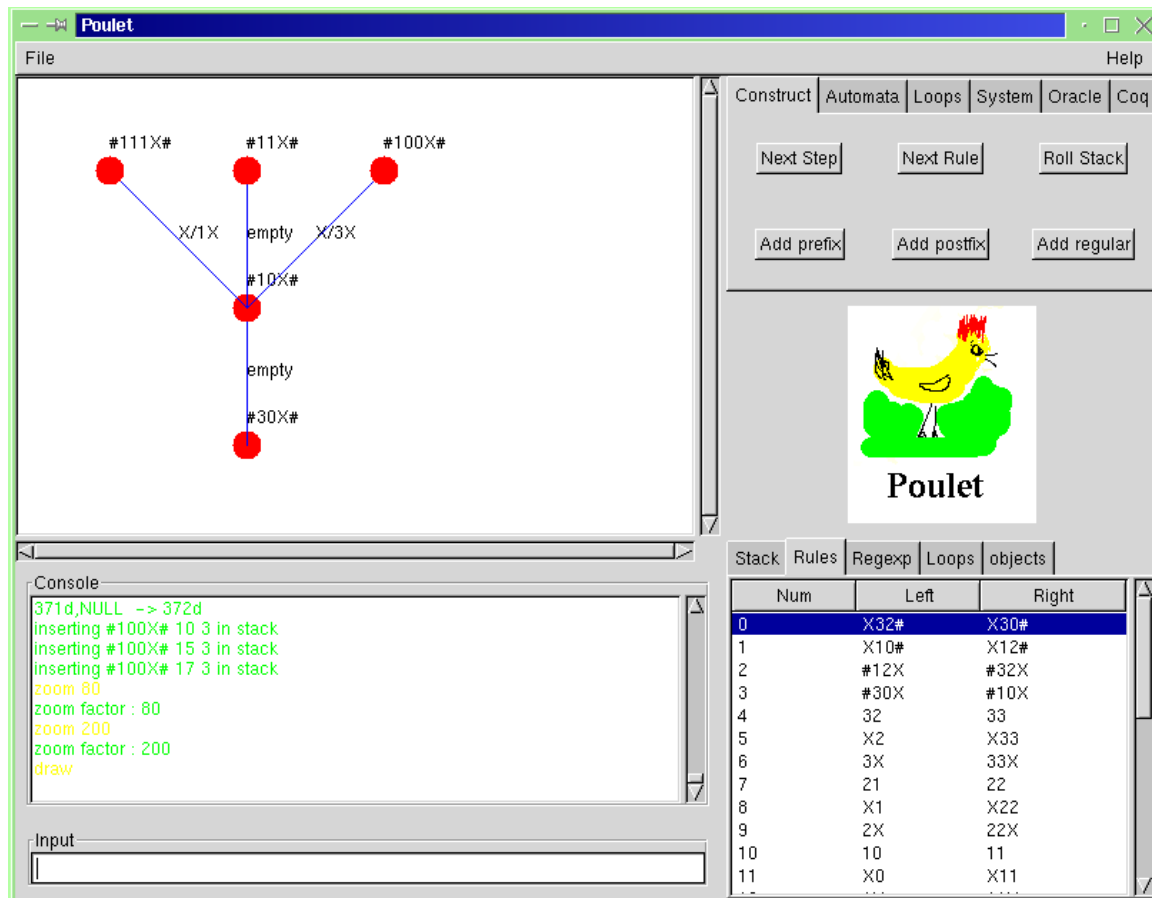 Poulet
File Help
#111X# #11X# #100X#
X/1X empty X/3X
#10X#
empty
#30X#
Console
371d,NULL -> 372d
inserting #100X# 10 3 in stack
inserting #100X# 15 3 in stack
inserting #100X# 17 3 in stack
zoom 80
zoom factor : 80
zoom 200
zoom factor : 200
draw
Input
Construct Automata Loops System Oracle Coq
Next Step Next Rule Roll Stack
Add prefix Add postfix Add regular
Poulet
Stack Rules Regexp Loops objects
Num Left Right
0 X32# X30#
1 X10# X12#
2 #12X #32X
3 #30X #10X
4 32 33
5 X2 X33
6 3X 33X
7 21 22
8 X1 X22
9 2X 22X
10 10 11
11 X0 X11